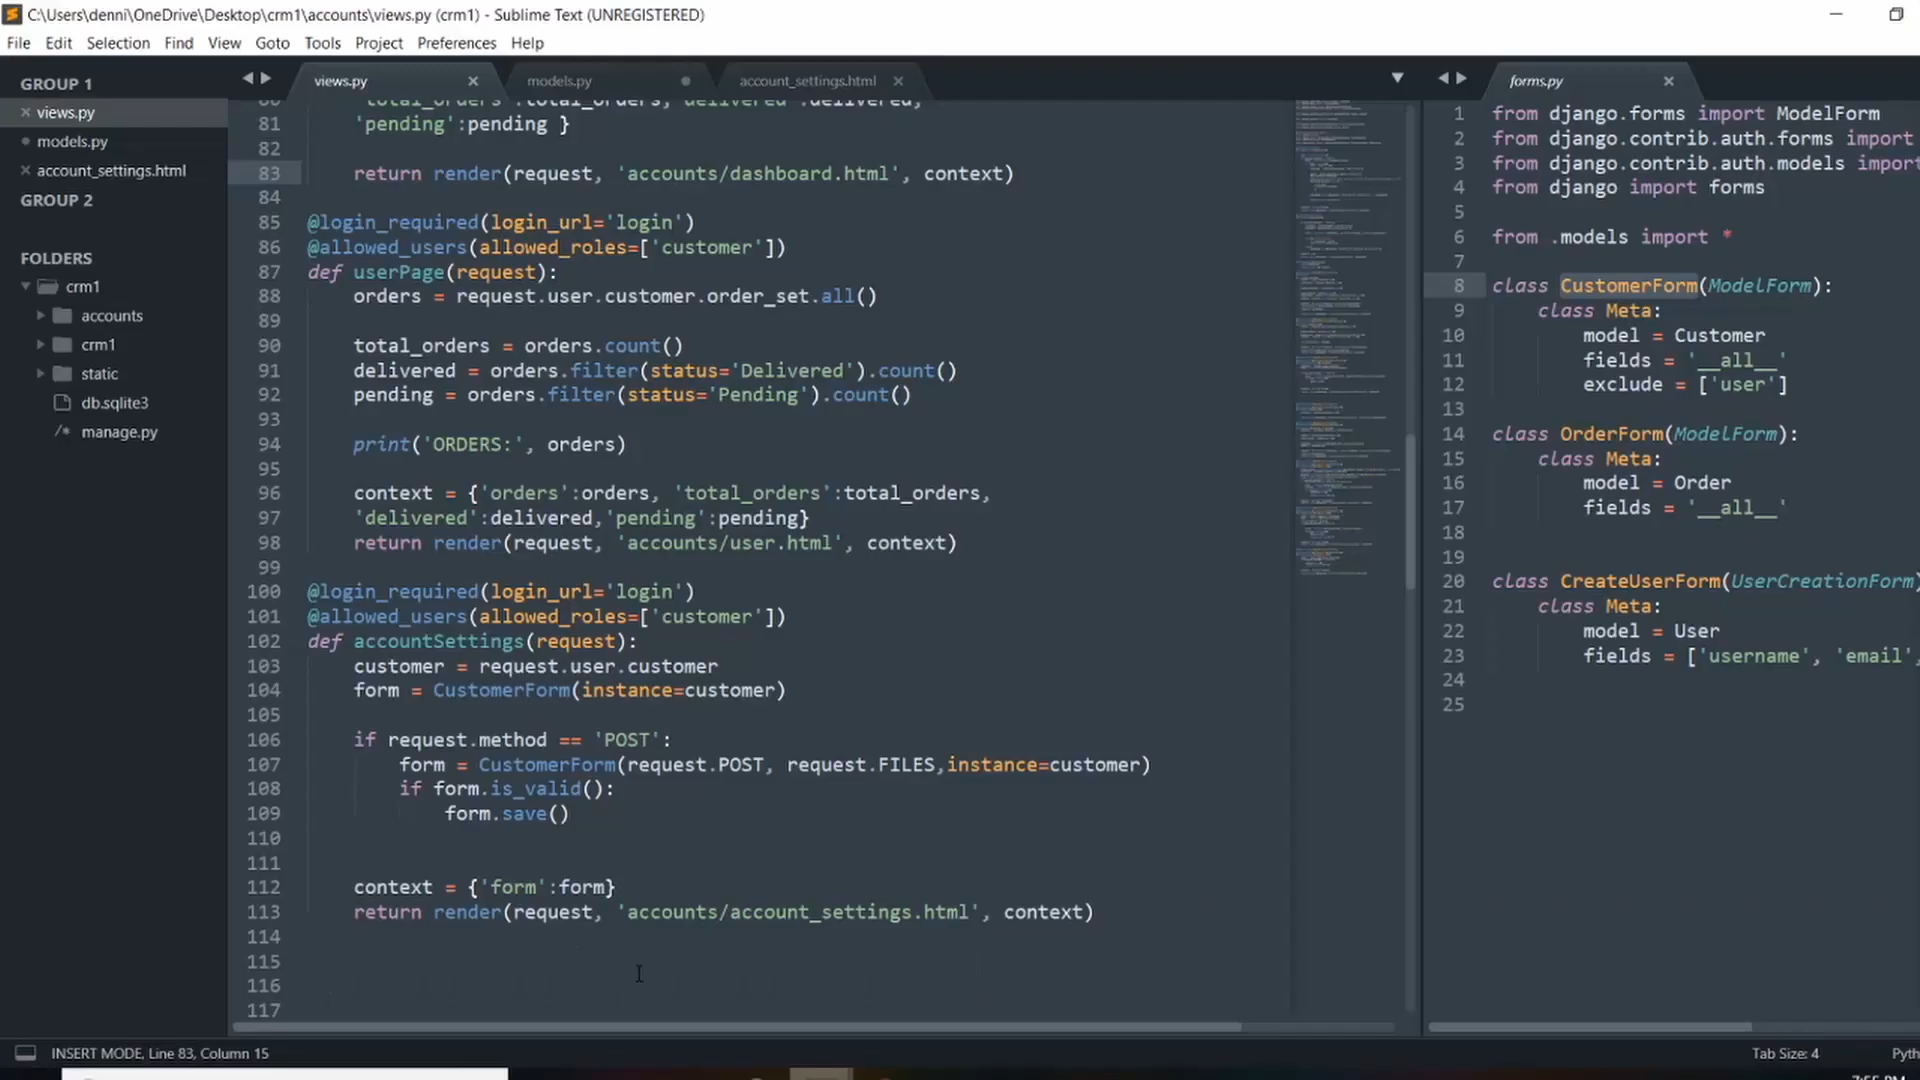 C:\Users\denni\OneDrive\Desktop\crm1\accounts\views.py (crm1) - Sublime Text (UNREGISTERED)
File Edit Selection Find View Goto Tools Project Preferences Help
GROUP 1
views.py
models.py
account_settings.html
GROUP 2
FOLDERS
crm1
accounts
crm1
static
db.sqlite3
/* manage.py
views.py models.py account_settings.html
80 'total_orders':total_orders,'delivered':delivered,
81 'pending':pending }
82
83 return render(request, 'accounts/dashboard.html', context)
84
85 @login_required(login_url='login')
86 @allowed_users(allowed_roles=['customer'])
87 def userPage(request):
88 orders = request.user.customer.order_set.all()
89
90 total_orders = orders.count()
91 delivered = orders.filter(status='Delivered').count()
92 pending = orders.filter(status='Pending').count()
93
94 print('ORDERS:', orders)
95
96 context = {'orders':orders, 'total_orders':total_orders,
97 'delivered':delivered,'pending':pending}
98 return render(request, 'accounts/user.html', context)
99
100 @login_required(login_url='login')
101 @allowed_users(allowed_roles=['customer'])
102 def accountSettings(request):
103 customer = request.user.customer
104 form = CustomerForm(instance=customer)
105
106 if request.method == 'POST':
107 form = CustomerForm(request.POST, request.FILES,instance=customer)
108 if form.is_valid():
109 form.save()
110
111
112 context = {'form':form}
113 return render(request, 'accounts/account_settings.html', context)
114
115
116
117
forms.py
1 from django.forms import ModelForm
2 from django.contrib.auth.forms import
3 from django.contrib.auth.models import
4 from django import forms
5
6 from .models import *
7
8 class CustomerForm(ModelForm):
9 class Meta:
10 model = Customer
11 fields = '__all__'
12 exclude = ['user']
13
14 class OrderForm(ModelForm):
15 class Meta:
16 model = Order
17 fields = '__all__'
18
19
20 class CreateUserForm(UserCreationForm)
21 class Meta:
22 model = User
23 fields = ['username', 'email',
24
25
INSERT MODE, Line 83, Column 15
Tab Size: 4 Pyth